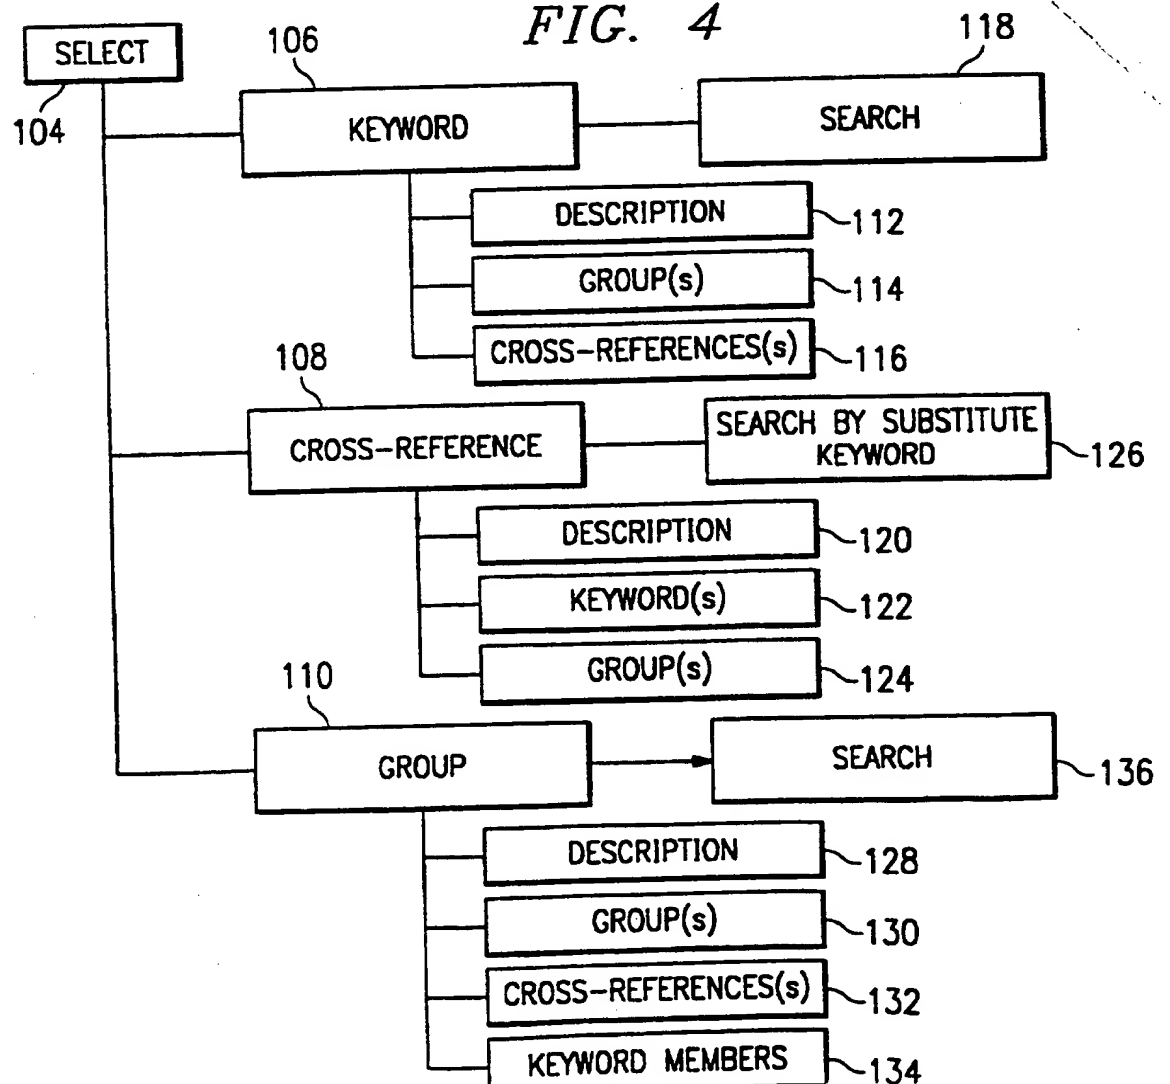 FIG. 4
SELECT
104
106
KEYWORD
118
SEARCH
DESCRIPTION
112
GROUP(s)
114
CROSS-REFERENCES(s)
116
108
CROSS-REFERENCE
SEARCH BY SUBSTITUTE
KEYWORD
126
DESCRIPTION
120
KEYWORD(s)
122
GROUP(s)
124
110
GROUP
SEARCH
136
DESCRIPTION
128
GROUP(s)
130
CROSS-REFERENCES(s)
132
KEYWORD MEMBERS
134